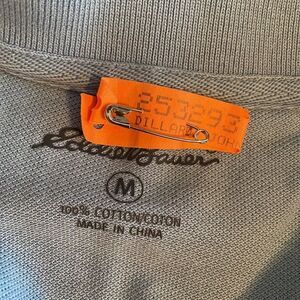 253293
DILLARD
Eddie Bauer
M
100% COTTON/COTON
MADE IN CHINA